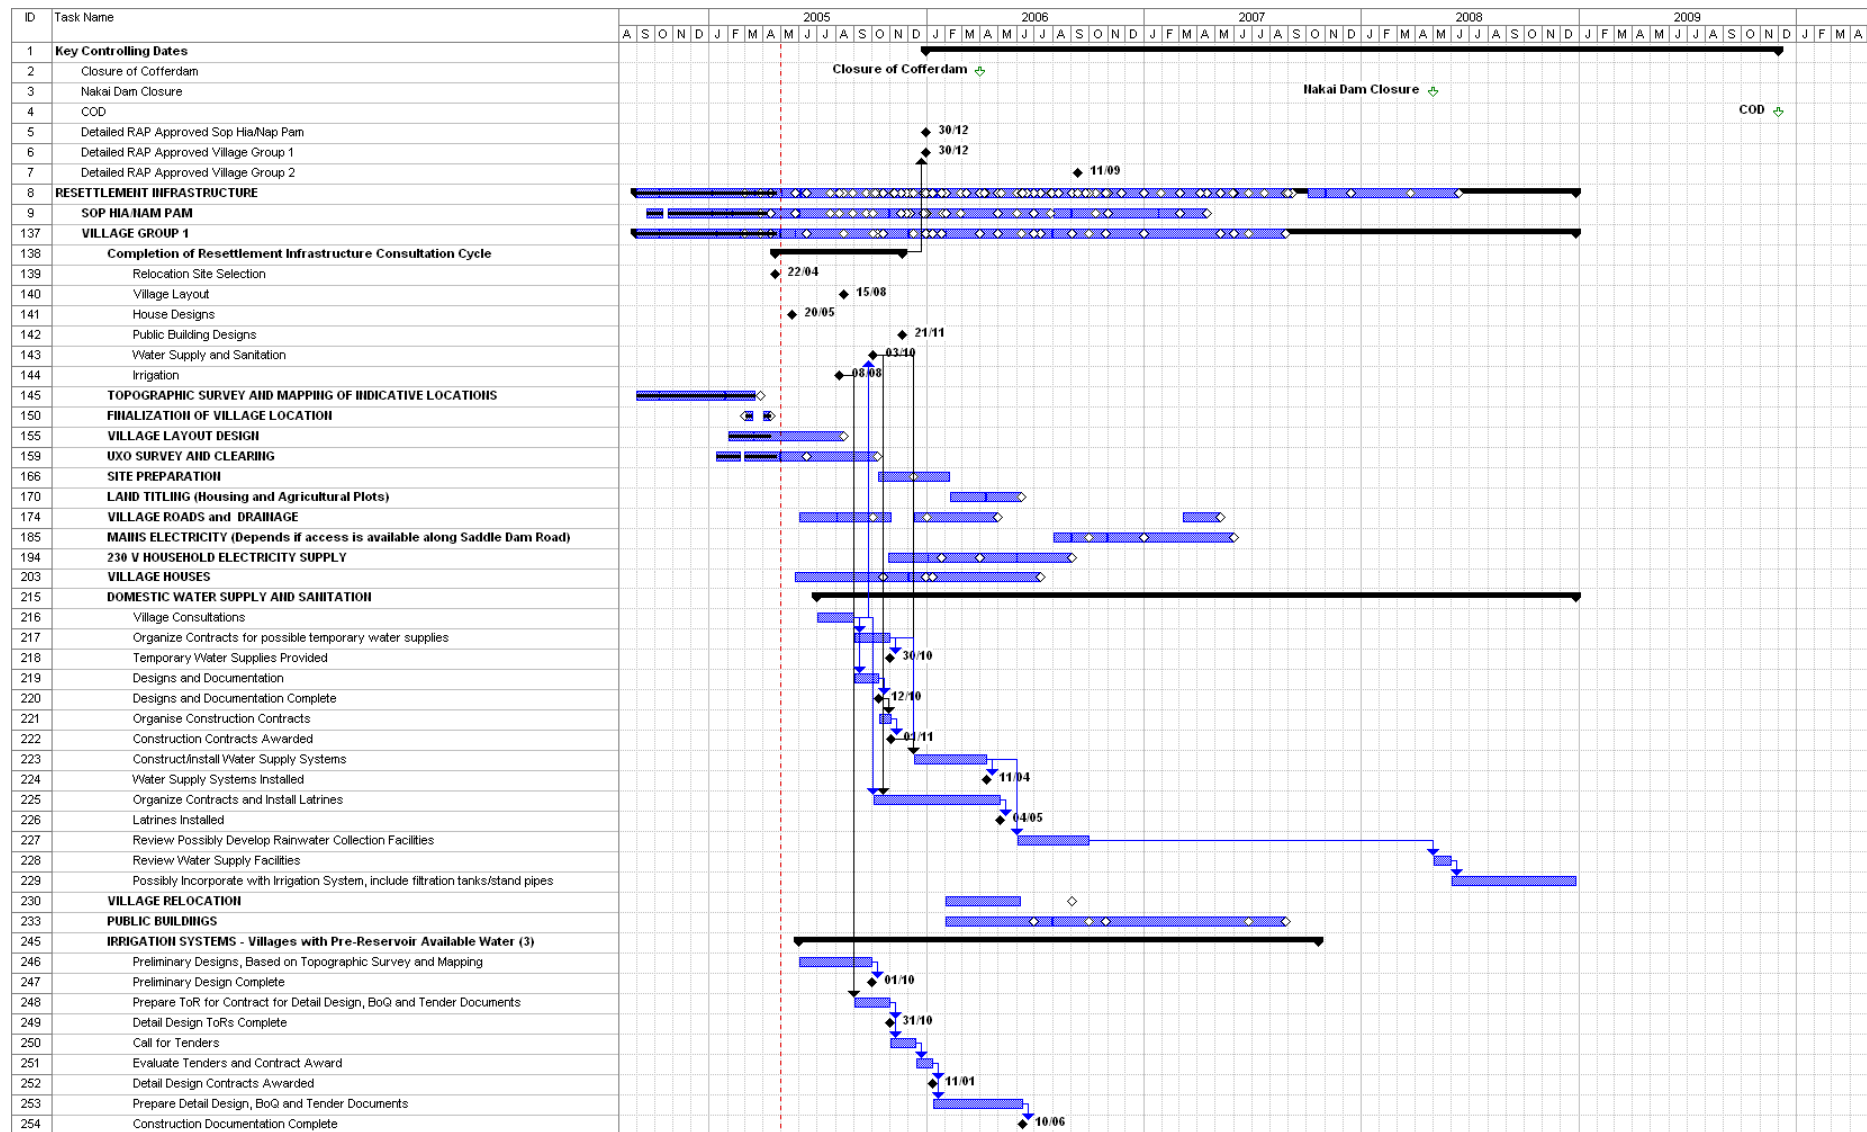 ID Task Name 2005 2006 2007 2008 2009
A S O N D J F M A M J J A S O N D J F M A M J J A S O N D J F M A M J J A S O N D J F M A M J J A S O N D J F M A M J J A S O N D J F M A
1 Key Controlling Dates
2 Closure of Cofferdam Closure of Cofferdam
3 Nakai Dam Closure Nakai Dam Closure
4 COD COD
5 Detailed RAP Approved Sop Hia/Nap Pam 30/12
6 Detailed RAP Approved Village Group 1 30/12
7 Detailed RAP Approved Village Group 2 11/09
8 RESETTLEMENT INFRASTRUCTURE
9 SOP HIA/NAM PAM
137 VILLAGE GROUP 1
138 Completion of Resettlement Infrastructure Consultation Cycle
139 Relocation Site Selection 22/04
140 Village Layout 15/08
141 House Designs 20/05
142 Public Building Designs 21/11
143 Water Supply and Sanitation 03/10
144 Irrigation 08/08
145 TOPOGRAPHIC SURVEY AND MAPPING OF INDICATIVE LOCATIONS
150 FINALIZATION OF VILLAGE LOCATION
155 VILLAGE LAYOUT DESIGN
159 UXO SURVEY AND CLEARING
166 SITE PREPARATION
170 LAND TITLING (Housing and Agricultural Plots)
174 VILLAGE ROADS and DRAINAGE
185 MAINS ELECTRICITY (Depends if access is available along Saddle Dam Road)
194 230 V HOUSEHOLD ELECTRICITY SUPPLY
203 VILLAGE HOUSES
215 DOMESTIC WATER SUPPLY AND SANITATION
216 Village Consultations
217 Organize Contracts for possible temporary water supplies
218 Temporary Water Supplies Provided 30/10
219 Designs and Documentation
220 Designs and Documentation Complete 12/10
221 Organise Construction Contracts
222 Construction Contracts Awarded 01/11
223 Construct/Install Water Supply Systems
224 Water Supply Systems Installed 11/04
225 Organize Contracts and Install Latrines
226 Latrines Installed 04/05
227 Review Possibly Develop Rainwater Collection Facilities
228 Review Water Supply Facilities
229 Possibly Incorporate with Irrigation System, include filtration tanks/stand pipes
230 VILLAGE RELOCATION
233 PUBLIC BUILDINGS
245 IRRIGATION SYSTEMS - Villages with Pre-Reservoir Available Water (3)
246 Preliminary Designs, Based on Topographic Survey and Mapping
247 Preliminary Design Complete 01/10
248 Prepare ToR for Contract for Detail Design, BoQ and Tender Documents
249 Detail Design ToRs Complete 31/10
250 Call for Tenders
251 Evaluate Tenders and Contract Award
252 Detail Design Contracts Awarded 11/01
253 Prepare Detail Design, BoQ and Tender Documents
254 Construction Documentation Complete 10/06